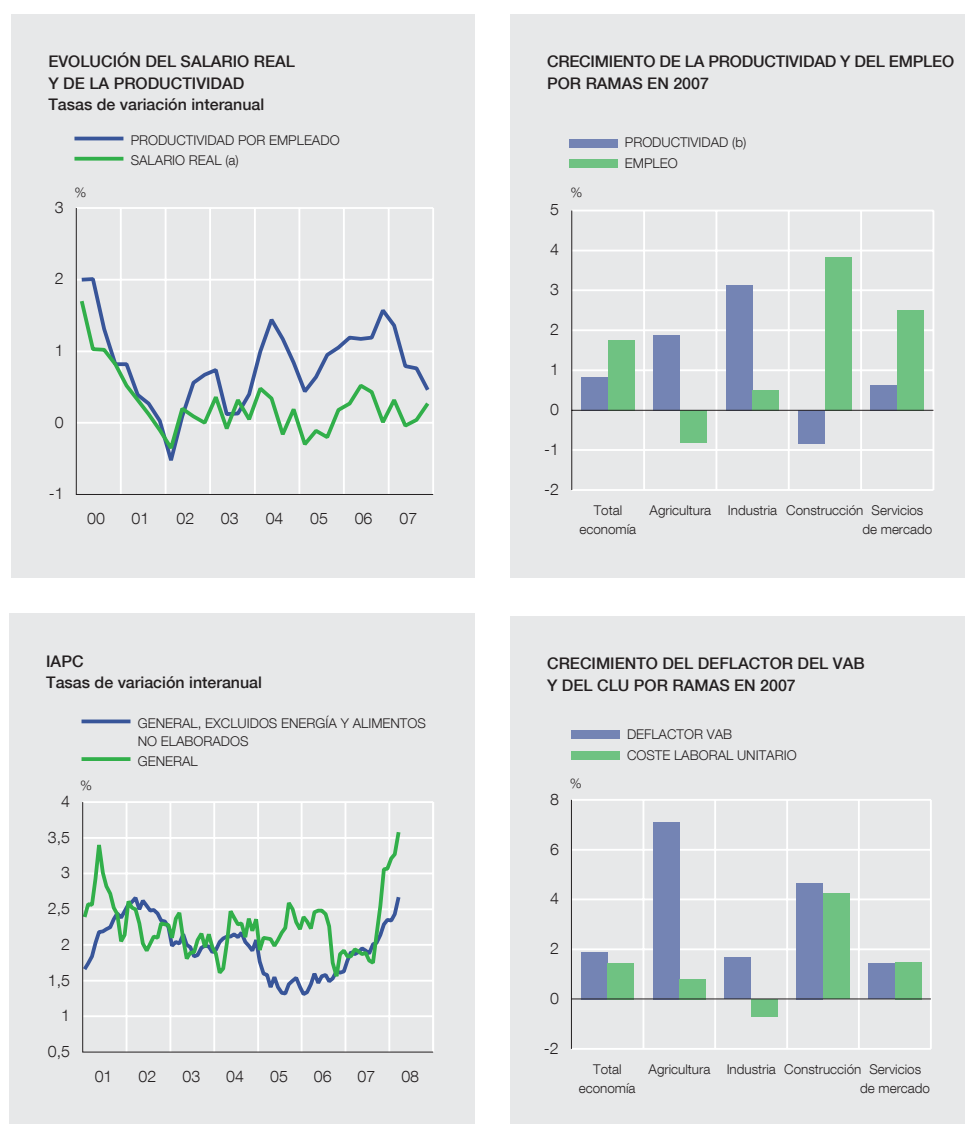 EVOLUCIÓN DEL SALARIO REAL
Y DE LA PRODUCTIVIDAD
Tasas de variación interanual
PRODUCTIVIDAD POR EMPLEADO
SALARIO REAL (a)
%
3
2
1
0
-1
00 01 02 03 04 05 06 07
CRECIMIENTO DE LA PRODUCTIVIDAD Y DEL EMPLEO
POR RAMAS EN 2007
PRODUCTIVIDAD (b)
EMPLEO
%
5
4
3
2
1
0
-1
-2
Total Agricultura Industria Construcción Servicios
economía de mercado
IAPC
Tasas de variación interanual
GENERAL, EXCLUIDOS ENERGÍA Y ALIMENTOS
NO ELABORADOS
GENERAL
%
4
3,5
3
2,5
2
1,5
1
0,5
01 02 03 04 05 06 07 08
CRECIMIENTO DEL DEFLACTOR DEL VAB
Y DEL CLU POR RAMAS EN 2007
DEFLACTOR VAB
COSTE LABORAL UNITARIO
%
8
6
4
2
0
-2
Total Agricultura Industria Construcción Servicios
economía de mercado